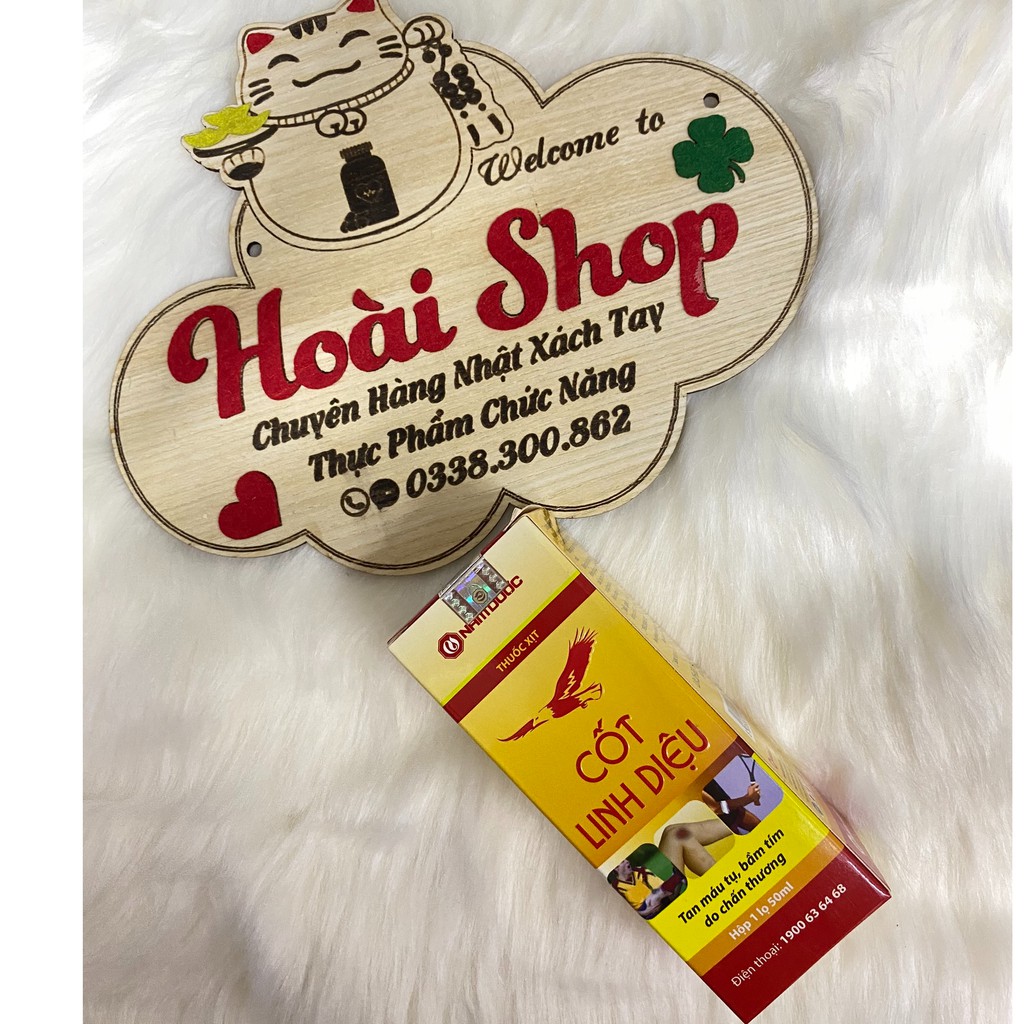 Welcome to
Hoài Shop
Chuyên Hàng Nhật Xách Tay
Thực Phẩm Chức Năng
0338.300.862
NAM DƯỢC
THUỐC XỊT
CỐT
LINH DIỆU
Tan máu tụ, bầm tím
do chấn thương
Hộp 1 lọ 50ml
Điện thoại: 1900 63 64 68